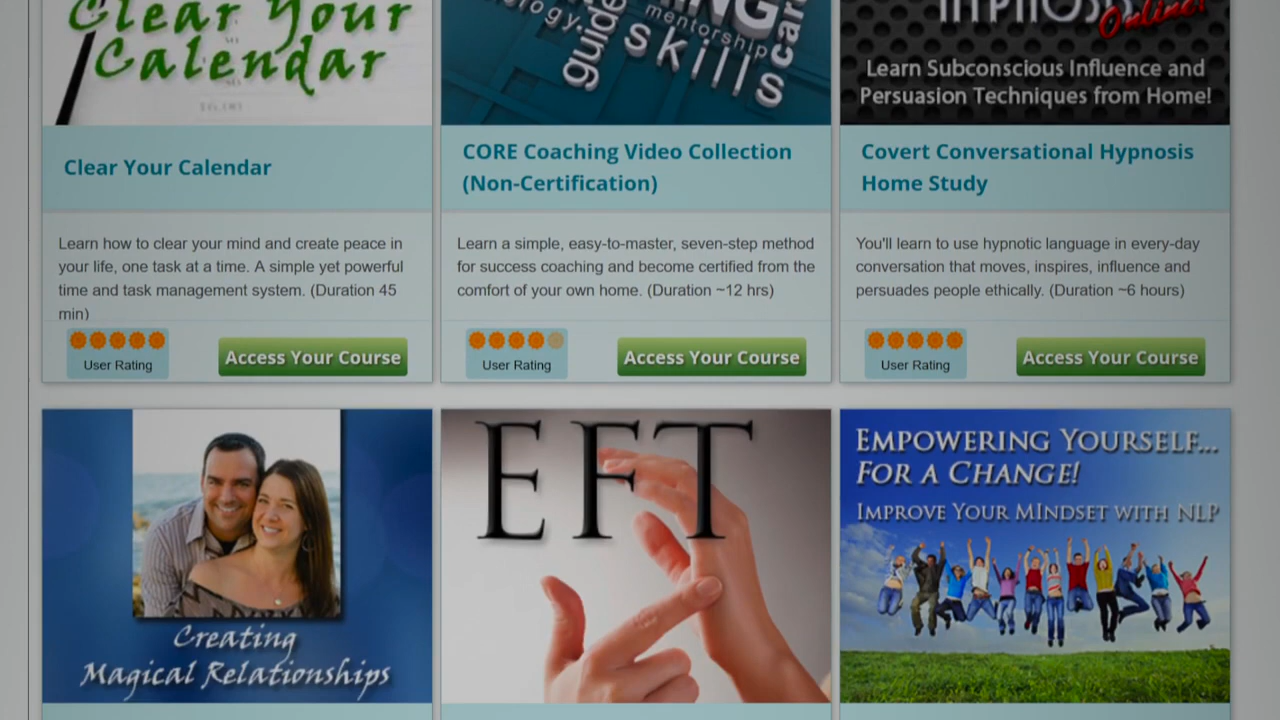 Clear Your
Calendar
mentorship
guide
skills
Online!
Learn Subconscious Influence and
Persuasion Techniques from Home!
Clear Your Calendar
CORE Coaching Video Collection
(Non-Certification)
Covert Conversational Hypnosis
Home Study
Learn how to clear your mind and create peace in
your life, one task at a time. A simple yet powerful
time and task management system. (Duration 45
min)
Learn a simple, easy-to-master, seven-step method
for success coaching and become certified from the
comfort of your own home. (Duration ~12 hrs)
You'll learn to use hypnotic language in every-day
conversation that moves, inspires, influence and
persuades people ethically. (Duration ~6 hours)
User Rating
Access Your Course
User Rating
Access Your Course
User Rating
Access Your Course
Creating
Magical Relationships
EFT
Empowering Yourself...
For a Change!
Improve Your MIndset with NLP